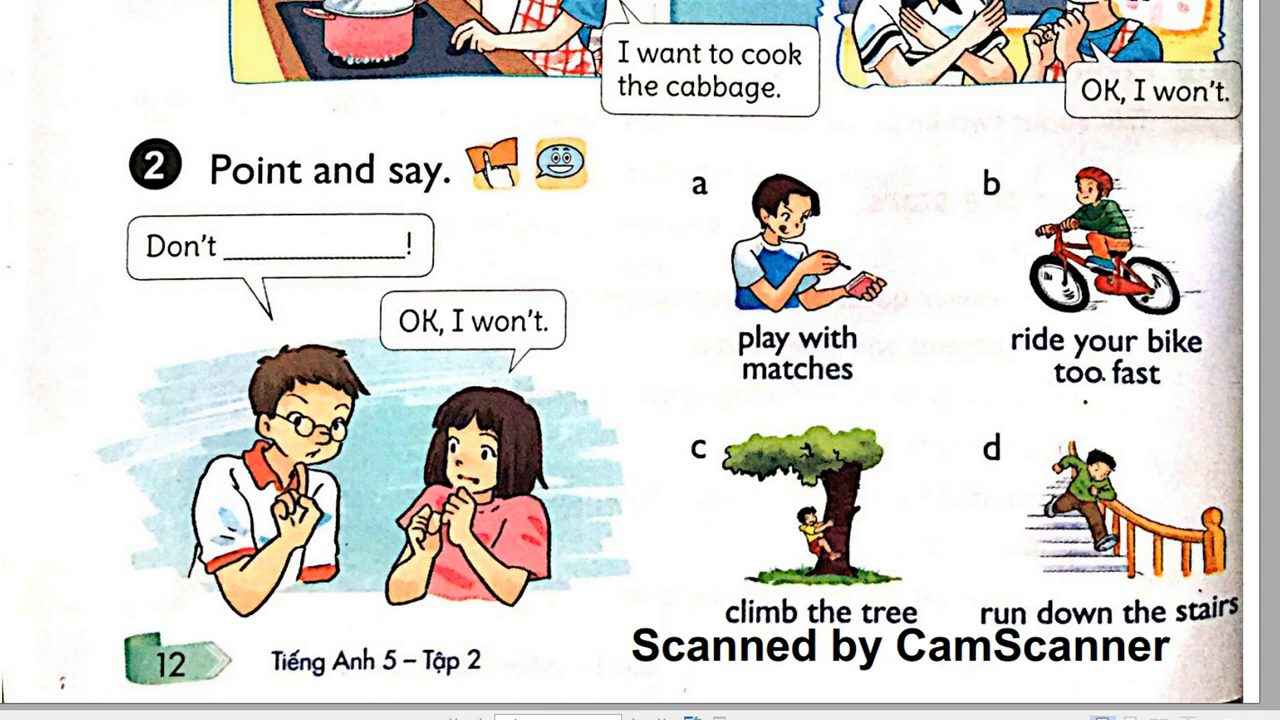 I want to cook
the cabbage.
OK, I won't.
2 Point and say.
Don't ______________!
OK, I won't.
a
play with
matches
b
ride your bike
too. fast
c
climb the tree
d
run down the stairs
12 Tiếng Anh 5 – Tập 2
Scanned by CamScanner